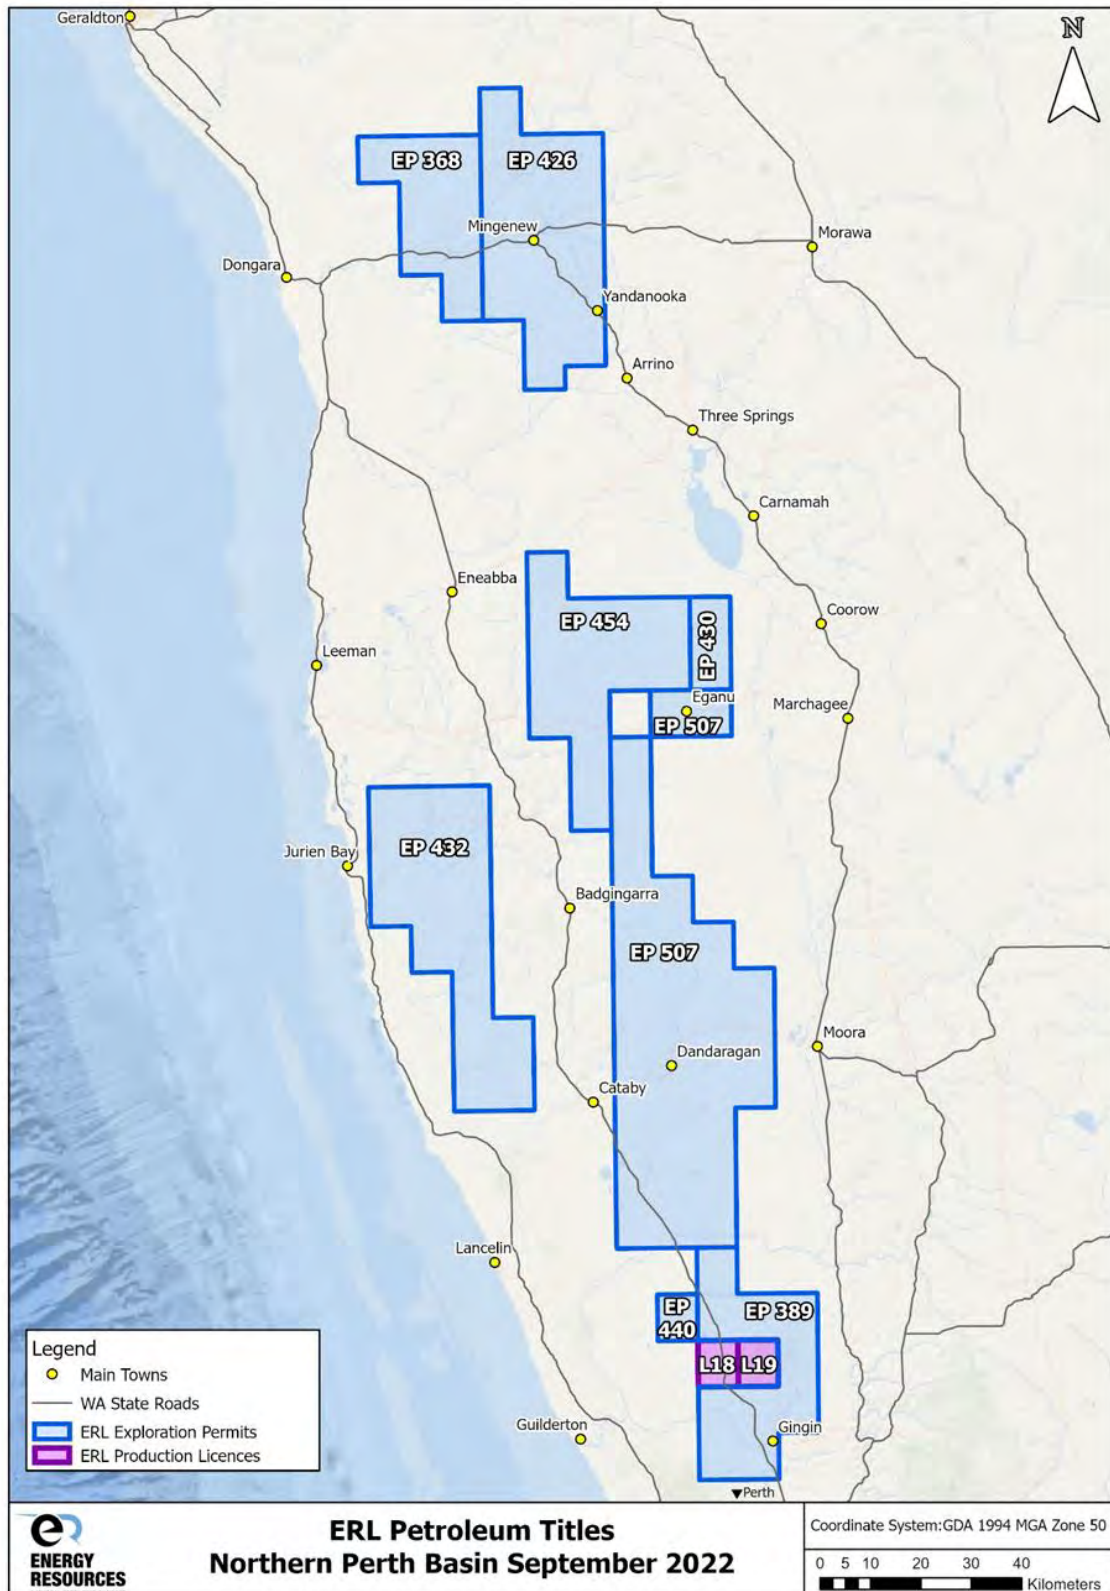 Geraldton
N
EP 368
EP 426
Mingenew
Morawa
Dongara
Yandanooka
Arrino
Three Springs
Carnamah
Eneabba
EP 454
EP 430
Coorow
Leeman
Eganu
Marchagee
EP 507
EP 432
Jurien Bay
Badgingarra
EP 507
Moora
Dandaragan
Cataby
Lancelin
EP
440
EP 389
L18
L19
Guilderton
Gingin
Perth
Legend
Main Towns
WA State Roads
ERL Exploration Permits
ERL Production Licences
er
ENERGY
RESOURCES
ERL Petroleum Titles
Northern Perth Basin September 2022
Coordinate System:GDA 1994 MGA Zone 50
0 5 10 20 30 40
Kilometers